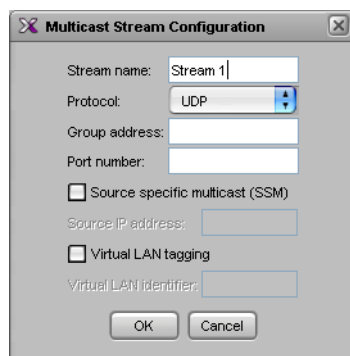 Multicast Stream Configuration
Stream name: Stream 1
Protocol: UDP
Group address:
Port number:
Source specific multicast (SSM)
Source IP address:
Virtual LAN tagging
Virtual LAN identifier:
OK Cancel